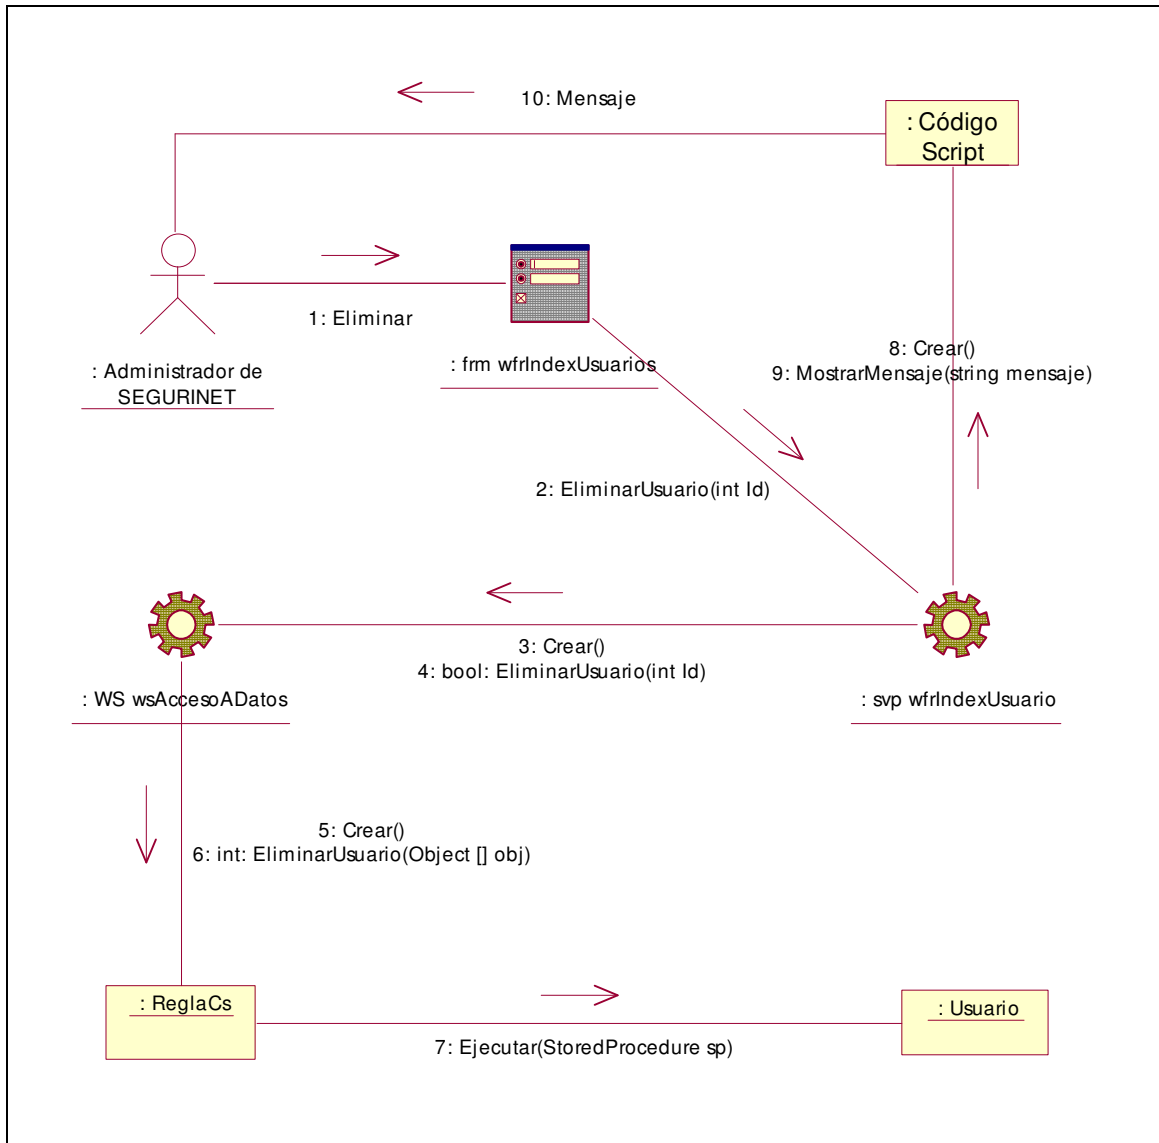 10: Mensaje
: Código
Script
1: Eliminar
: Administrador de
SEGURINET
: frm wfrIndexUsuarios
8: Crear()
9: MostrarMensaje(string mensaje)
2: EliminarUsuario(int Id)
3: Crear()
4: bool: EliminarUsuario(int Id)
: WS wsAccesoADatos
: svp wfrIndexUsuario
5: Crear()
6: int: EliminarUsuario(Object [] obj)
: ReglaCs
: Usuario
7: Ejecutar(StoredProcedure sp)